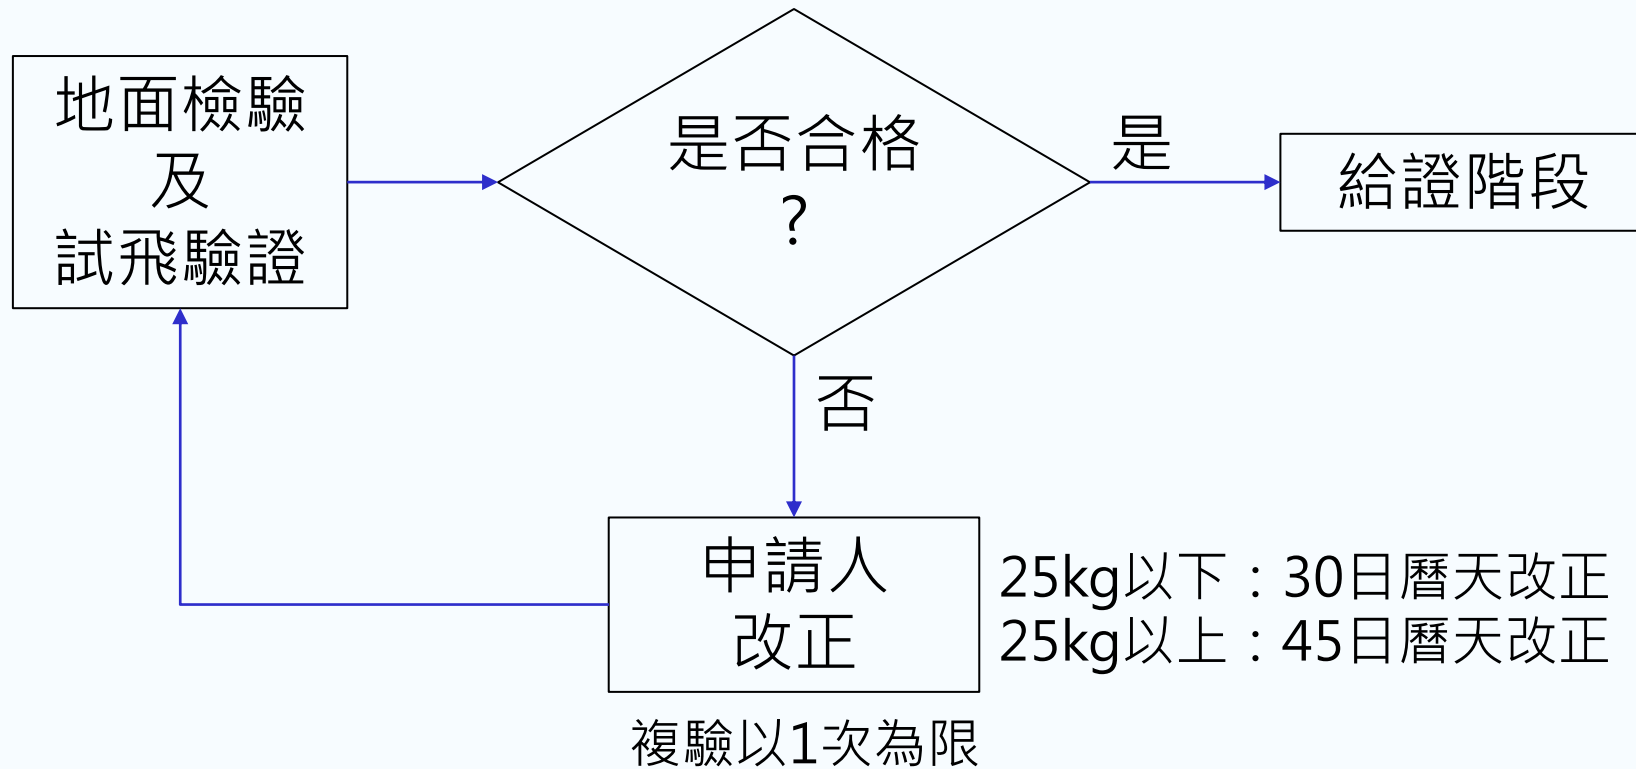 地面檢驗
及
試飛驗證
是否合格
?
是
給證階段
否
申請人
改正
25kg以下：30日曆天改正
25kg以上：45日曆天改正
複驗以1次為限